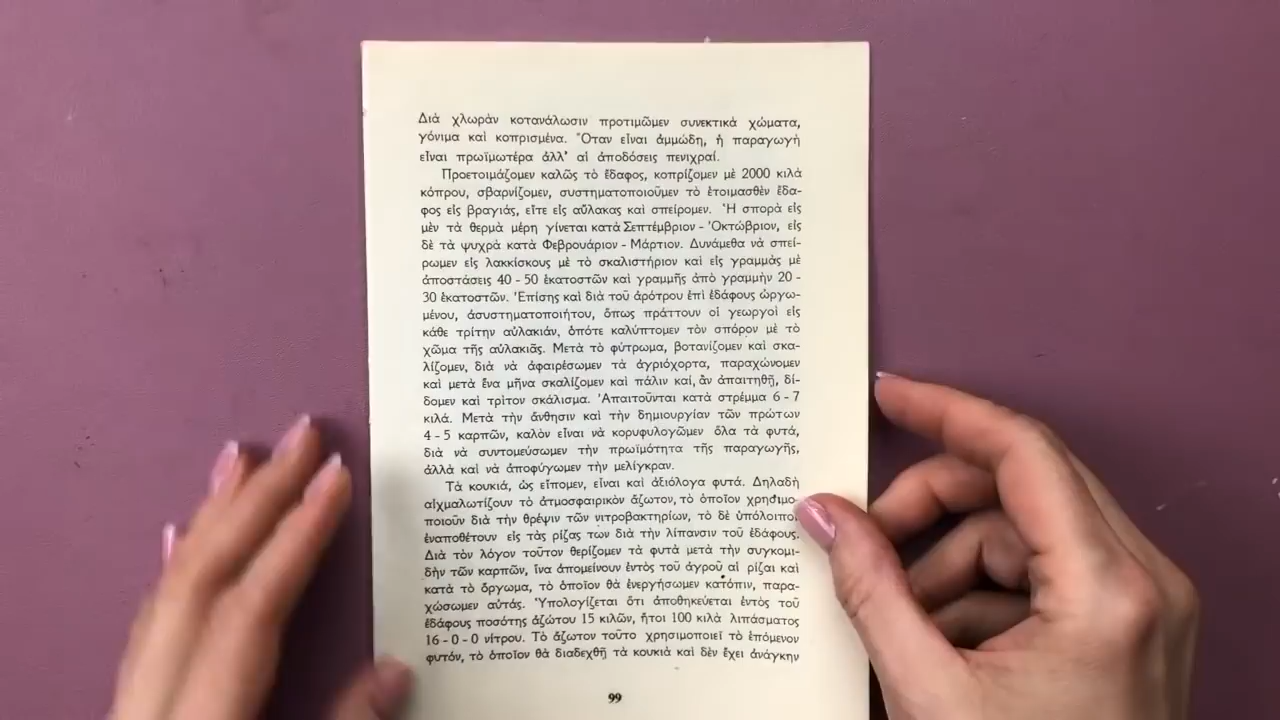 Διὰ χλωρὰν κοτανάλωσιν προτιμῶμεν συνεκτικά χώματα,
γόνιμα καὶ κοπρισμένα. Ὅταν εἶναι ἀμμώδη, ἡ παραγωγὴ
εἶναι πρωϊμωτέρα ἀλλ' αἱ ἀποδόσεις πενιχραί.
Προετοιμάζομεν καλῶς τὸ ἔδαφος, κοπρίζομεν μὲ 2000 κιλὰ
κόπρου, σβαρνίζομεν, συστηματοποιοῦμεν τὸ ἑτοιμασθὲν ἔδα-
φος εἰς βραγιάς, εἴτε εἰς αὔλακας καὶ σπείρομεν. Ἡ σπορὰ εἰς
μὲν τὰ θερμὰ μέρη γίνεται κατὰ Σεπτέμβριον - Ὀκτώβριον, εἰς
δὲ τὰ ψυχρὰ κατὰ Φεβρουάριον - Μάρτιον. Δυνάμεθα νὰ σπεί-
ρωμεν εἰς λακκίσκους μὲ τὸ σκαλιστήριον καὶ εἰς γραμμὰς μὲ
ἀποστάσεις 40 - 50 ἑκατοστῶν καὶ γραμμῆς ἀπὸ γραμμὴν 20 -
30 ἑκατοστῶν. Ἐπίσης καὶ διὰ τοῦ ἀρότρου ἐπὶ ἐδάφους ὠργω-
μένου, ἀσυστηματοποιήτου, ὅπως πράττουν οἱ γεωργοὶ εἰς
κάθε τρίτην αὐλακιάν, ὁπότε καλύπτομεν τὸν σπόρον μὲ τὸ
χῶμα τῆς αὐλακιᾶς. Μετὰ τὸ φύτρωμα, βοτανίζομεν καὶ σκα-
λίζομεν, διὰ νὰ ἀφαιρέσωμεν τὰ ἀγριόχορτα, παραχώνομεν
καὶ μετὰ ἕνα μῆνα σκαλίζομεν καὶ πάλιν καί, ἂν ἀπαιτηθῇ, δί-
δομεν καὶ τρίτον σκάλισμα. Ἀπαιτοῦνται κατὰ στρέμμα 6 - 7
κιλά. Μετὰ τὴν ἄνθησιν καὶ τὴν δημιουργίαν τῶν πρώτων
4 - 5 καρπῶν, καλὸν εἶναι νὰ κορυφυλογῶμεν ὅλα τὰ φυτά,
διὰ νὰ συντομεύσωμεν τὴν πρωϊμότητα τῆς παραγωγῆς,
ἀλλὰ καὶ νὰ ἀποφύγωμεν τὴν μελίγκραν.
Τὰ κουκιά, ὡς εἴπομεν, εἶναι καὶ ἀξιόλογα φυτά. Δηλαδὴ
αἰχμαλωτίζουν τὸ ἀτμοσφαιρικὸν ἄζωτον, τὸ ὁποῖον χρησιμο-
ποιοῦν διὰ τὴν θρέψιν τῶν νιτροβακτηρίων, τὸ δὲ ὑπόλοιπο
ἐναποθέτουν εἰς τὰς ρίζας των διὰ τὴν λίπανσιν τοῦ ἐδάφους.
Διὰ τὸν λόγον τοῦτον θερίζομεν τὰ φυτὰ μετὰ τὴν συγκομι-
δὴν τῶν καρπῶν, ἵνα ἀπομείνουν ἐντὸς τοῦ ἀγροῦ αἱ ρίζαι καὶ
κατὰ τὸ ὄργωμα, τὸ ὁποῖον θὰ ἐνεργήσωμεν κατόπιν, παρα-
χώσωμεν αὐτάς. Ὑπολογίζεται ὅτι ἀποθηκεύεται ἐντὸς τοῦ
ἐδάφους ποσότης ἀζώτου 15 κιλῶν, ἤτοι 100 κιλὰ λιπάσματος
16 - 0 - 0 νίτρου. Τὸ ἄζωτον τοῦτο χρησιμοποιεῖ τὸ ἑπόμενον
φυτόν, τὸ ὁποῖον θὰ διαδεχθῇ τὰ κουκιὰ καὶ δὲν ἔχει ἀνάγκην
99